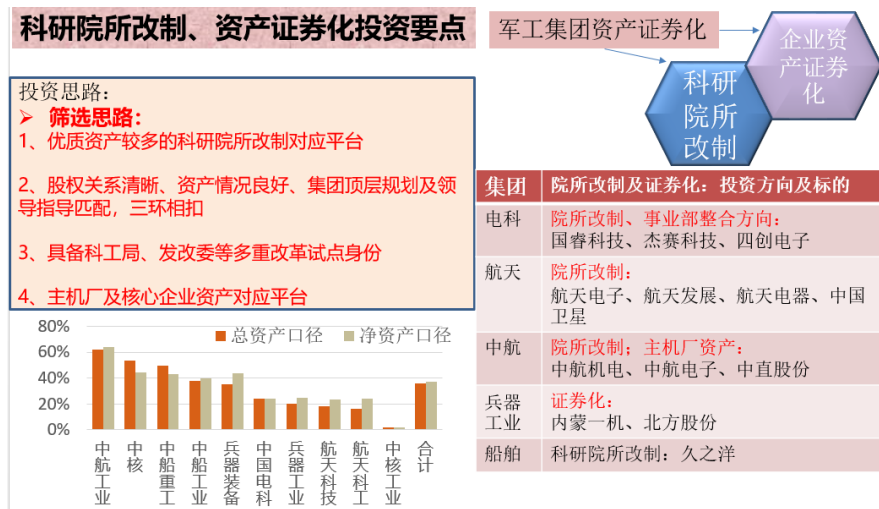 科研院所改制、资产证券化投资要点
军工集团资产证券化
企业资
产证券
化
科研
院所
改制
投资思路：
➢ 筛选思路：
1、优质资产较多的科研院所改制对应平台
2、股权关系清晰、资产情况良好、集团顶层规划及领
导指导匹配，三环相扣
3、具备科工局、发改委等多重改革试点身份
4、主机厂及核心企业资产对应平台
80%
60%
40%
20%
0%
总资产口径 净资产口径
中航工业
中核
中船重工
中船工业
兵器装备
中国电科
兵器工业
航天科技
航天科工
中核工业
合计
集团 院所改制及证券化：投资方向及标的
电科 院所改制、事业部整合方向：
国睿科技、杰赛科技、四创电子
航天 院所改制：
航天电子、航天发展、航天电器、中国
卫星
中航 院所改制；主机厂资产：
中航机电、中航电子、中直股份
兵器
工业
证券化：
内蒙一机、北方股份
船舶 科研院所改制：久之洋